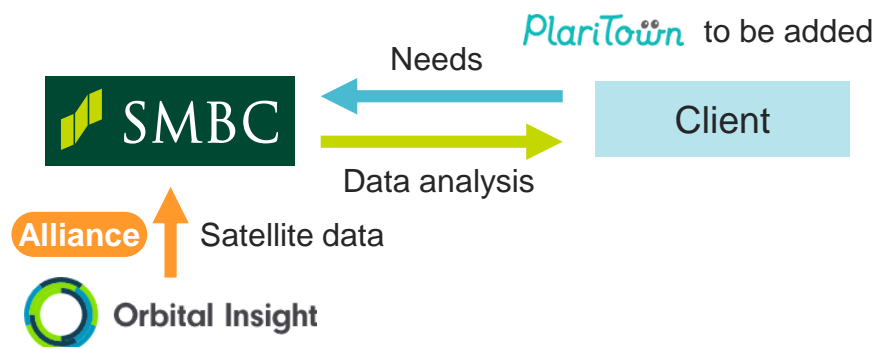 PlariTown to be added
Needs
SMBC
Client
Data analysis
Alliance
Satellite data
Orbital Insight